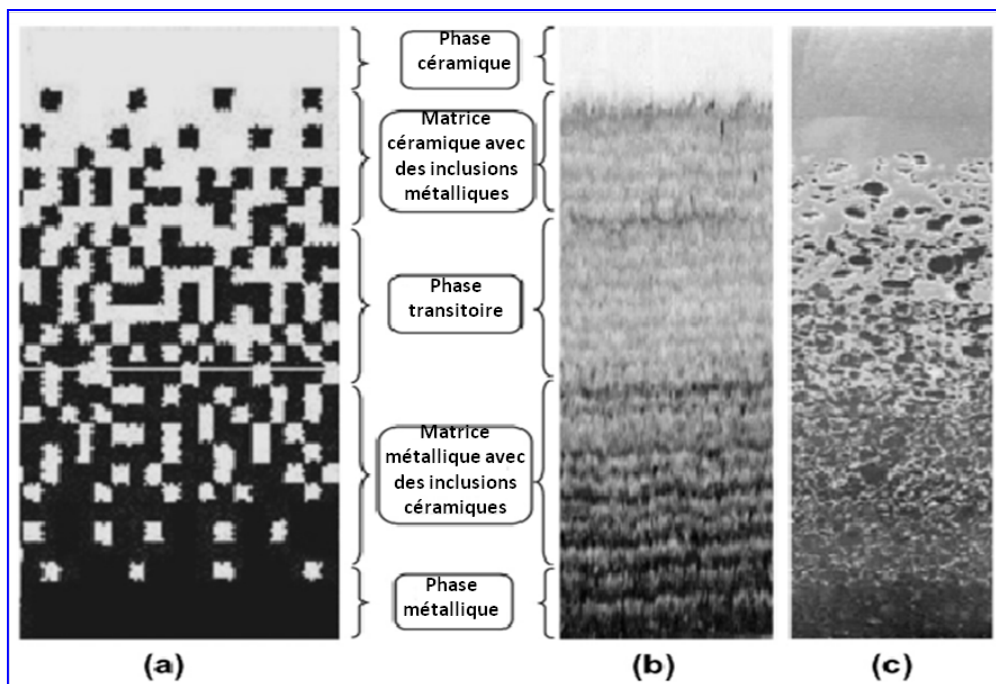 Phase
céramique
Matrice
céramique avec
des inclusions
métalliques
Phase
transitoire
Matrice
métallique avec
des inclusions
céramiques
Phase
métallique
(a)
(b)
(c)